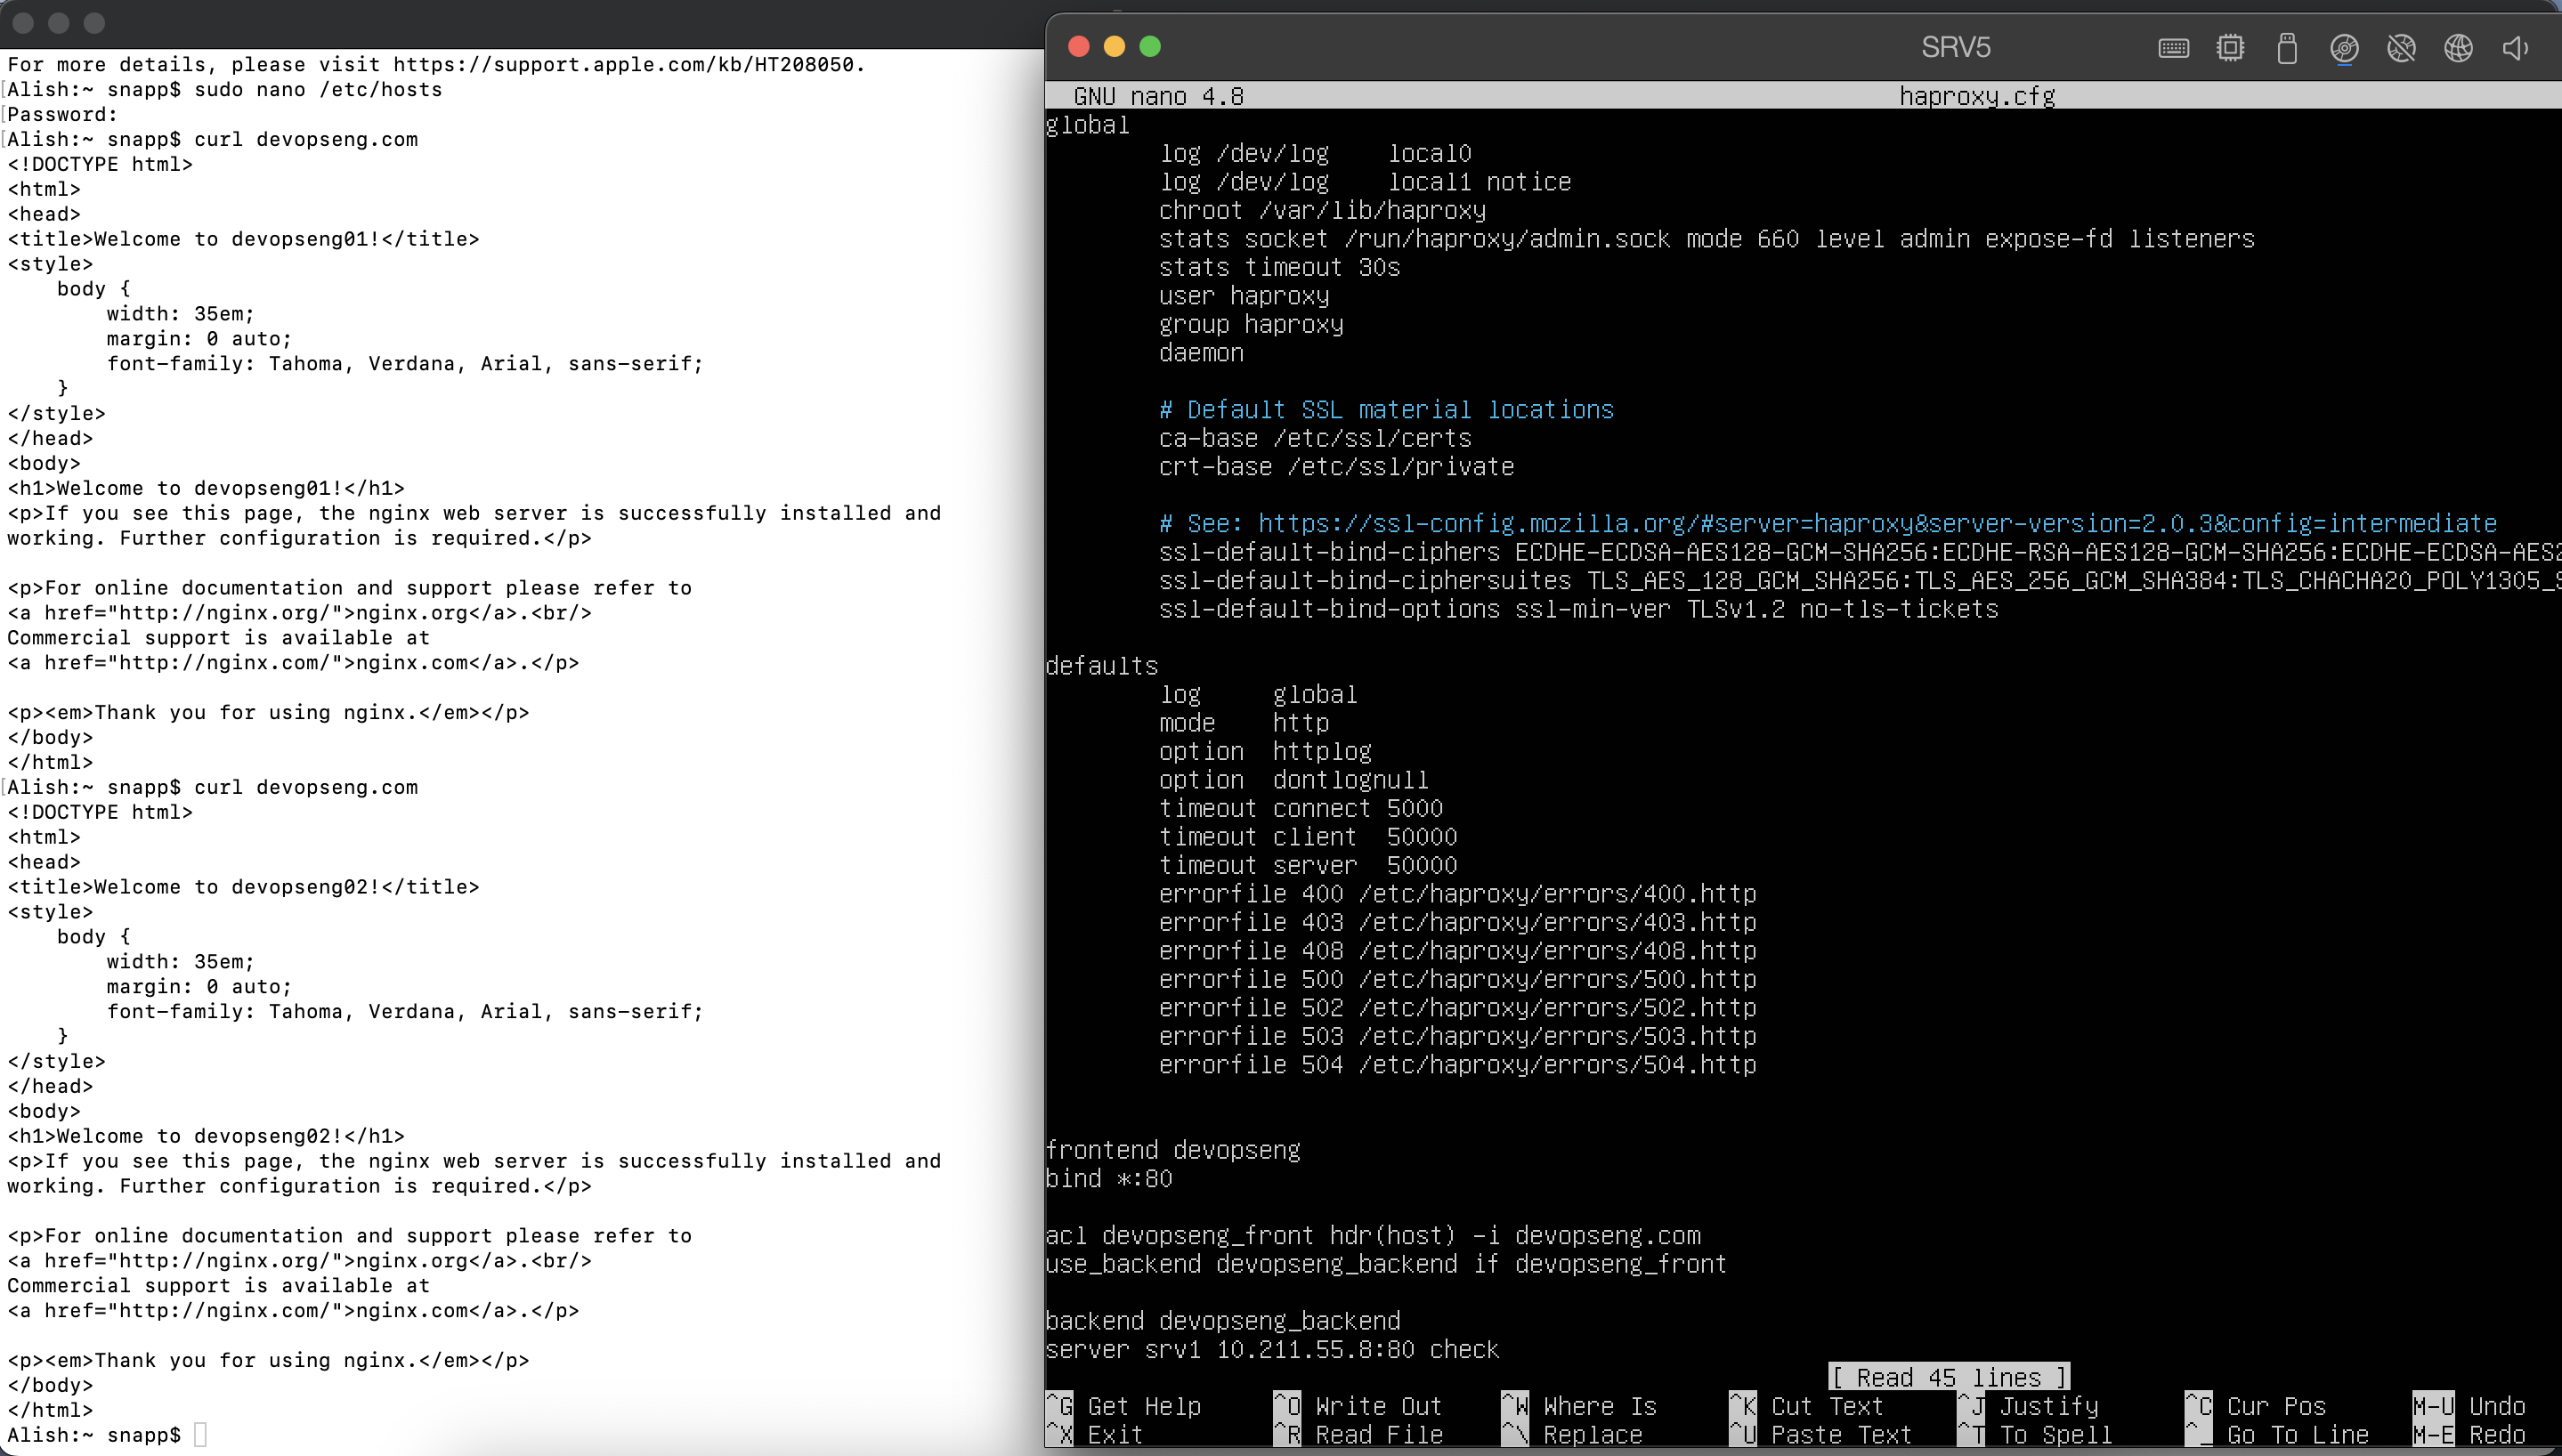 For more details, please visit https://support.apple.com/kb/HT208050.
[Alish:~ snapp$ sudo nano /etc/hosts
[Password:
[Alish:~ snapp$ curl devopseng.com
<!DOCTYPE html>
<html>
<head>
<title>Welcome to devopseng01!</title>
<style>
    body {
        width: 35em;
        margin: 0 auto;
        font-family: Tahoma, Verdana, Arial, sans-serif;
    }
</style>
</head>
<body>
<h1>Welcome to devopseng01!</h1>
<p>If you see this page, the nginx web server is successfully installed and
working. Further configuration is required.</p>

<p>For online documentation and support please refer to
<a href="http://nginx.org/">nginx.org</a>.<br/>
Commercial support is available at
<a href="http://nginx.com/">nginx.com</a>.</p>

<p><em>Thank you for using nginx.</em></p>
</body>
</html>
[Alish:~ snapp$ curl devopseng.com
<!DOCTYPE html>
<html>
<head>
<title>Welcome to devopseng02!</title>
<style>
    body {
        width: 35em;
        margin: 0 auto;
        font-family: Tahoma, Verdana, Arial, sans-serif;
    }
</style>
</head>
<body>
<h1>Welcome to devopseng02!</h1>
<p>If you see this page, the nginx web server is successfully installed and
working. Further configuration is required.</p>

<p>For online documentation and support please refer to
<a href="http://nginx.org/">nginx.org</a>.<br/>
Commercial support is available at
<a href="http://nginx.com/">nginx.com</a>.</p>

<p><em>Thank you for using nginx.</em></p>
</body>
</html>
Alish:~ snapp$
SRV5
GNU nano 4.8 haproxy.cfg
global
        log /dev/log    local0
        log /dev/log    local1 notice
        chroot /var/lib/haproxy
        stats socket /run/haproxy/admin.sock mode 660 level admin expose-fd listeners
        stats timeout 30s
        user haproxy
        group haproxy
        daemon

        # Default SSL material locations
        ca-base /etc/ssl/certs
        crt-base /etc/ssl/private

        # See: https://ssl-config.mozilla.org/#server=haproxy&server-version=2.0.3&config=intermediate
        ssl-default-bind-ciphers ECDHE-ECDSA-AES128-GCM-SHA256:ECDHE-RSA-AES128-GCM-SHA256:ECDHE-ECDSA-AES2
        ssl-default-bind-ciphersuites TLS_AES_128_GCM_SHA256:TLS_AES_256_GCM_SHA384:TLS_CHACHA20_POLY1305_S
        ssl-default-bind-options ssl-min-ver TLSv1.2 no-tls-tickets

defaults
        log     global
        mode    http
        option  httplog
        option  dontlognull
        timeout connect 5000
        timeout client  50000
        timeout server  50000
        errorfile 400 /etc/haproxy/errors/400.http
        errorfile 403 /etc/haproxy/errors/403.http
        errorfile 408 /etc/haproxy/errors/408.http
        errorfile 500 /etc/haproxy/errors/500.http
        errorfile 502 /etc/haproxy/errors/502.http
        errorfile 503 /etc/haproxy/errors/503.http
        errorfile 504 /etc/haproxy/errors/504.http

frontend devopseng
bind *:80

acl devopseng_front hdr(host) -i devopseng.com
use_backend devopseng_backend if devopseng_front

backend devopseng_backend
server srv1 10.211.55.8:80 check
[ Read 45 lines ]
^G Get Help ^O Write Out ^W Where Is ^K Cut Text ^J Justify ^C Cur Pos M-U Undo
^X Exit ^R Read File ^\ Replace ^U Paste Text ^T To Spell ^_ Go To Line M-E Redo